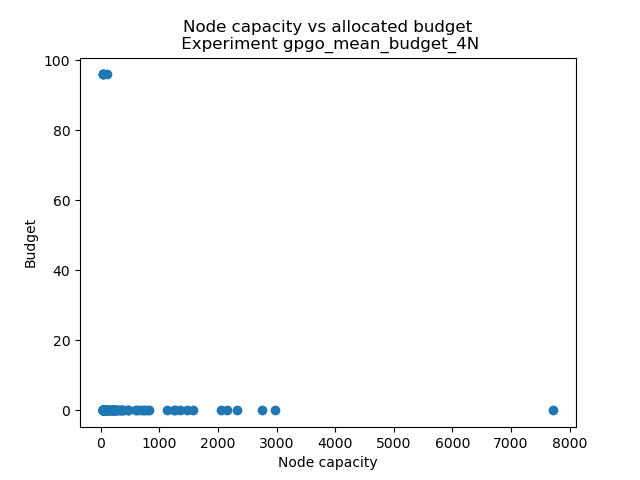 Node capacity vs allocated budget
Experiment gpgo_mean_budget_4N
100
80
60
40
20
0
Budget
0 1000 2000 3000 4000 5000 6000 7000 8000
Node capacity